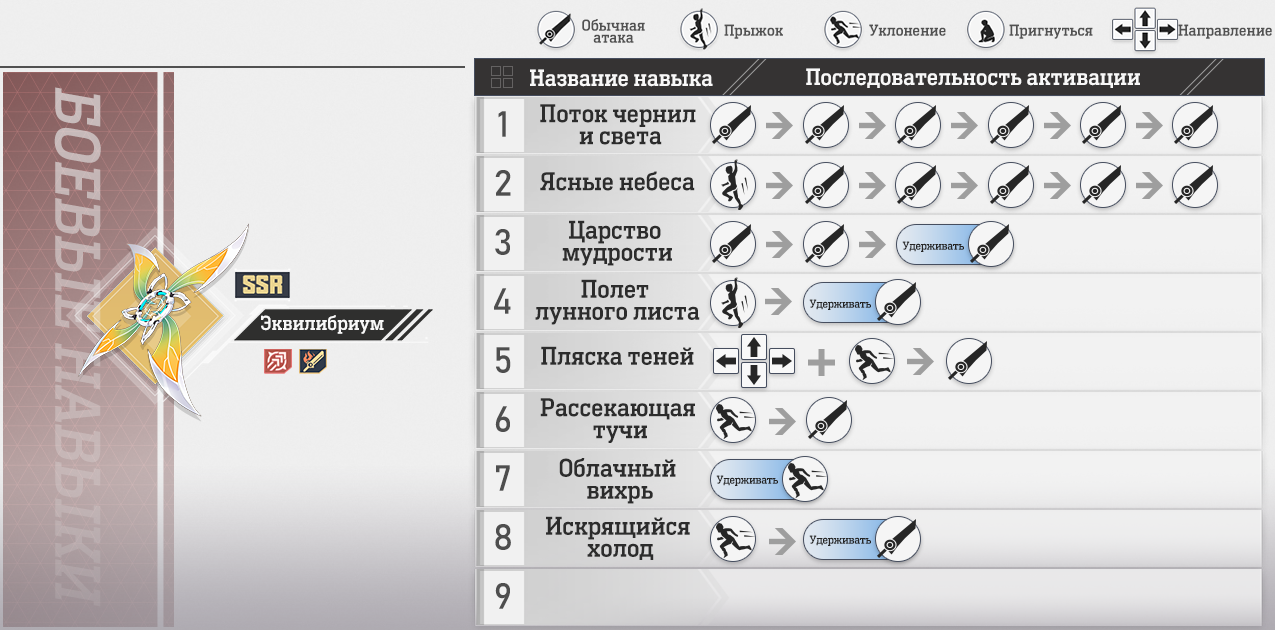 Обычная
атака
Прыжок
Уклонение
Пригнуться
Направление
Название навыка
Последовательность активации
БОЕВЫЕ НАВЫКИ
SSR
Эквилибриум
1
Поток чернил
и света
2
Ясные небеса
3
Царство
мудрости
Удерживать
4
Полет
лунного листа
Удерживать
5
Пляска теней
6
Рассекающая
тучи
7
Облачный
вихрь
Удерживать
8
Искрящийся
холод
Удерживать
9